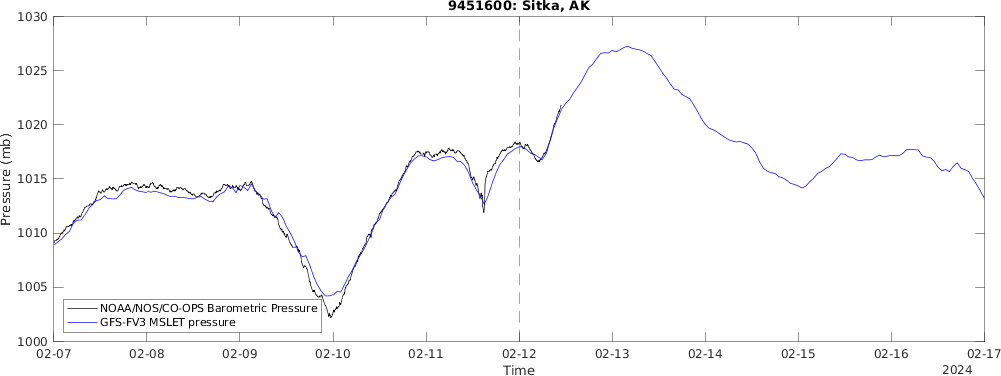 9451600: Sitka, AK
1030
1025
1020
1015
1010
1005
1000
Pressure (mb)
NOAA/NOS/CO-OPS Barometric Pressure
GFS-FV3 MSLET pressure
02-07 02-08 02-09 02-10 02-11 02-12 02-13 02-14 02-15 02-16 02-17
Time
2024